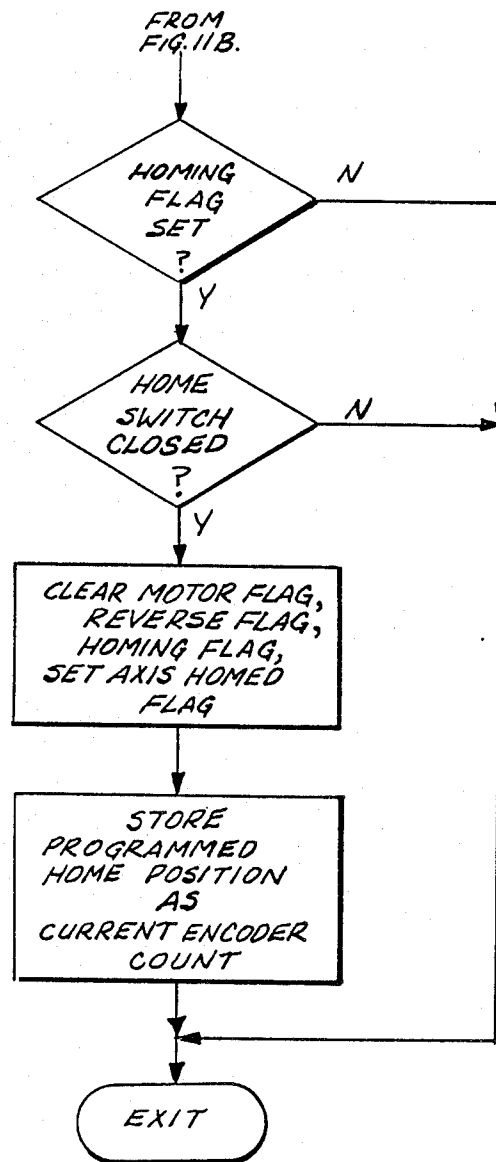 FROM
FIG. 11B.
HOMING
FLAG
SET
?
N
Y
HOME
SWITCH
CLOSED
?
N
Y
CLEAR MOTOR FLAG,
REVERSE FLAG,
HOMING FLAG,
SET AXIS HOMED
FLAG
STORE
PROGRAMMED
HOME POSITION
AS
CURRENT ENCODER
COUNT
EXIT